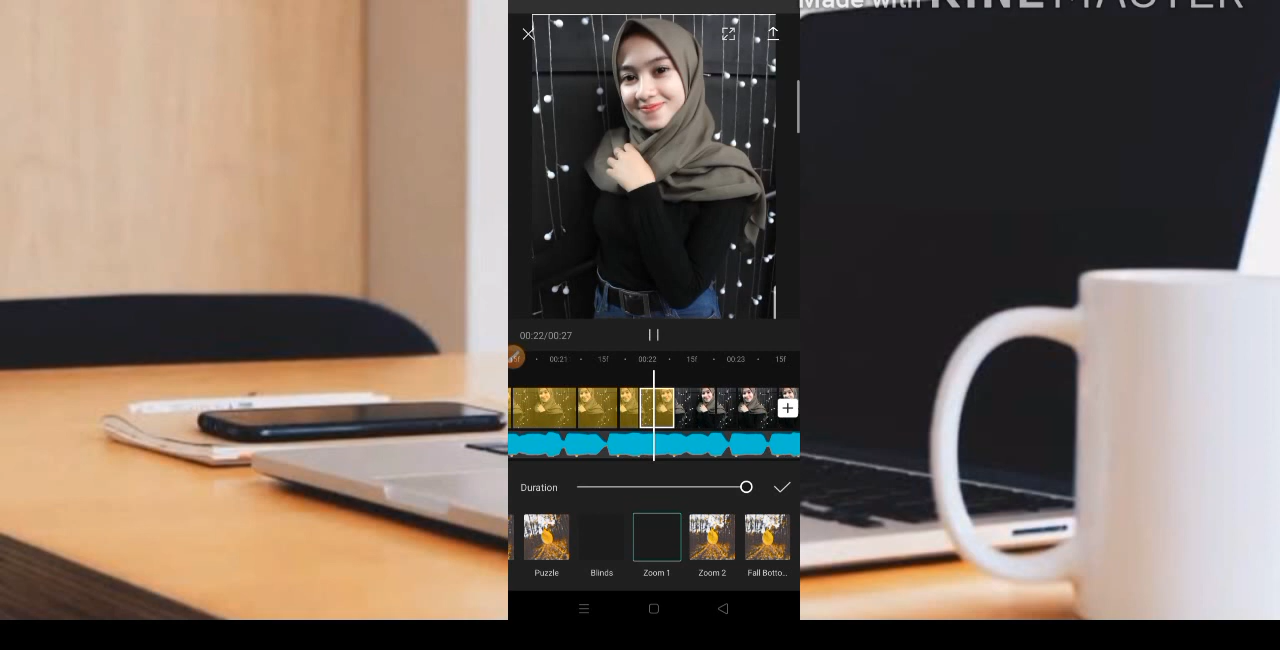 Made with KINEMASTER
00:22/00:27
15f 00:21 15f 00:22 15f 00:23 15f
Duration
Puzzle Blinds Zoom 1 Zoom 2 Fall Botto...